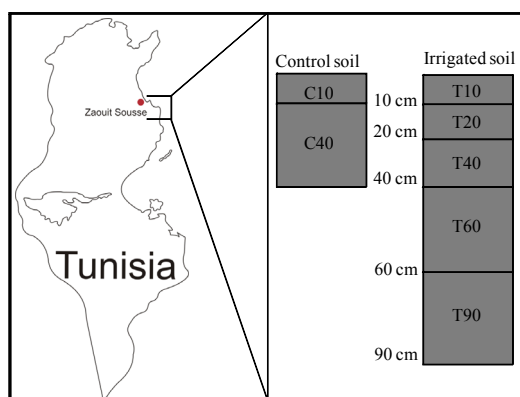 Zaouit Sousse
Tunisia
Control soil
C10
C40
Irrigated soil
T10
T20
T40
T60
T90
10 cm
20 cm
40 cm
60 cm
90 cm